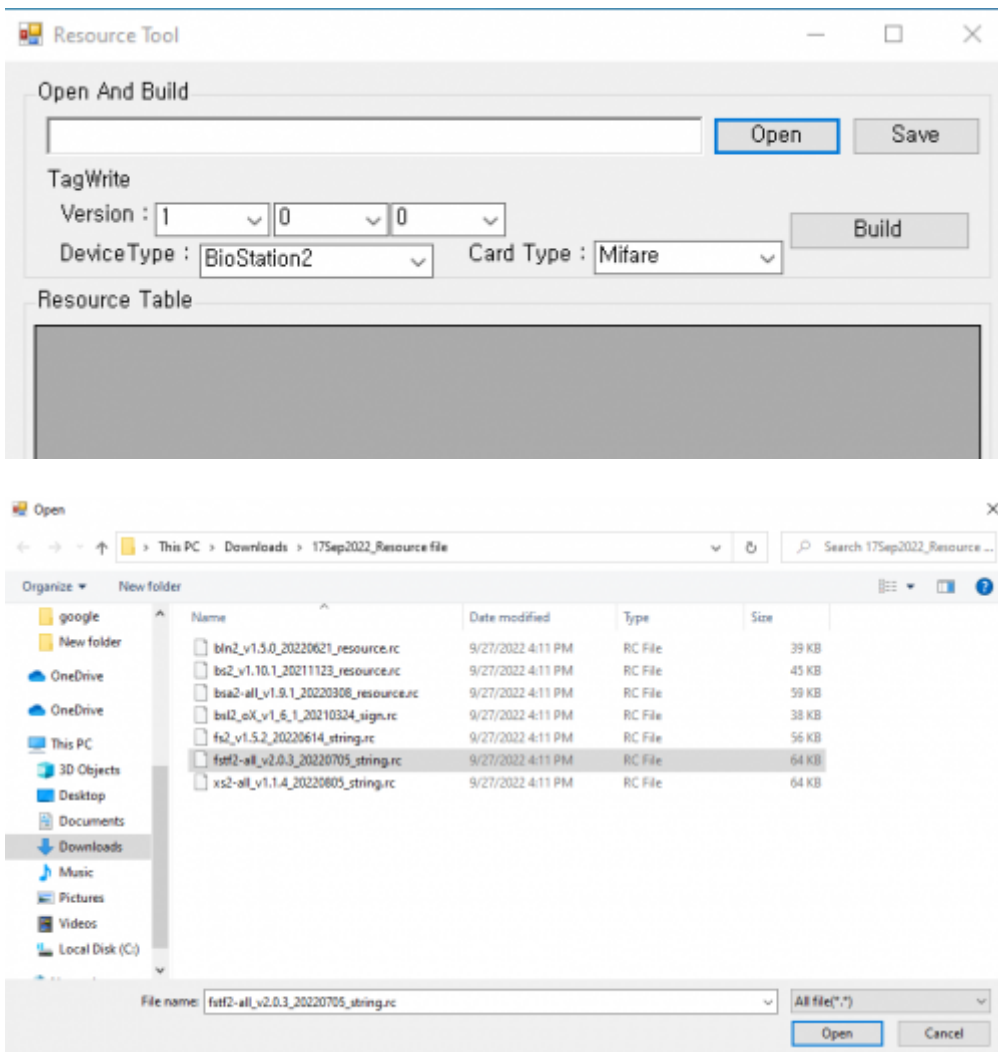 Resource Tool
Open And Build
Open Save
TagWrite
Version : 1 0 0
Build
DeviceType : BioStation2 Card Type : Mifare
Resource Table
Open
This PC > Downloads > 17Sep2022_Resource file
Search 17Sep2022_Resource ...
Organize New folder
google
New folder
OneDrive
OneDrive
This PC
3D Objects
Desktop
Documents
Downloads
Music
Pictures
Videos
Local Disk (C:)
Name Date modified Type Size
bln2_v1.5.0_20220621_resource.rc 9/27/2022 4:11 PM RC File 39 KB
bs2_v1.10.1_20211123_resource.rc 9/27/2022 4:11 PM RC File 45 KB
bsa2-all_v1.9.1_20220308_resource.rc 9/27/2022 4:11 PM RC File 59 KB
bsl2_oX_v1_6_1_20210324_sign.rc 9/27/2022 4:11 PM RC File 38 KB
fs2_v1.5.2_20220614_string.rc 9/27/2022 4:11 PM RC File 56 KB
fstf2-all_v2.0.3_20220705_string.rc 9/27/2022 4:11 PM RC File 64 KB
xs2-all_v1.1.4_20220805_string.rc 9/27/2022 4:11 PM RC File 64 KB
File name: fstf2-all_v2.0.3_20220705_string.rc All file(*.*)
Open Cancel